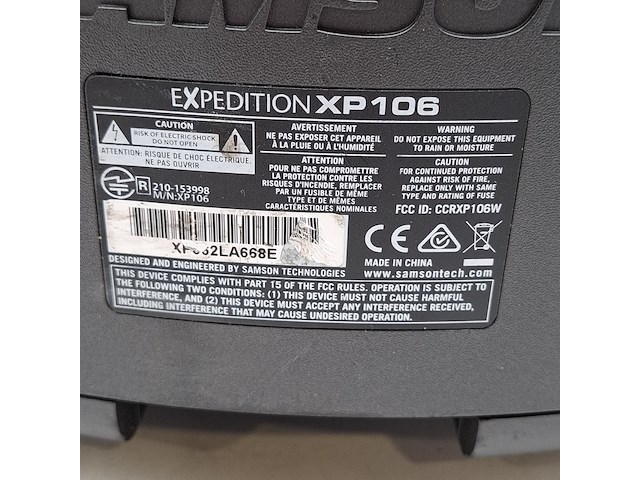 EXPEDITION XP106
CAUTION
RISK OF ELECTRIC SHOCK
DO NOT OPEN
ATTENTION: RISQUE DE CHOC ÉLECTRIQUE,
NE PAS OUVRIR
R 210-153998
M/N:XP106
AVERTISSEMENT
NE PAS EXPOSER CET APPAREIL
À LA PLUIE OU À L'HUMIDITÉ
ATTENTION
POUR NE PAS COMPROMETTRE
LA PROTECTION CONTRE LES
RISQUES D'INCENDIE, REMPLACER
PAR UN FUSIBLE DE MÊME
TYPE ET DE MÊMES
CARACTÉRISTIQUES NOMINALES
WARNING
DO NOT EXPOSE THIS EQUIPMENT
TO RAIN OR MOISTURE
CAUTION
FOR CONTINUED PROTECTION
AGAINST RISK OF FIRE,
REPLACE ONLY WITH SAME
TYPE AND RATING OF FUSE
FCC ID: CCRXP106W
MADE IN CHINA
DESIGNED AND ENGINEERED BY SAMSON TECHNOLOGIES
www.samsontech.com
THIS DEVICE COMPLIES WITH PART 15 OF THE FCC RULES. OPERATION IS SUBJECT TO
THE FOLLOWING TWO CONDITIONS: (1) THIS DEVICE MUST NOT CAUSE HARMFUL
INTERFERENCE, AND (2) THIS DEVICE MUST ACCEPT ANY INTERFERENCE RECEIVED,
INCLUDING INTERFERENCE THAT MAY CAUSE UNDESIRED OPERATION.